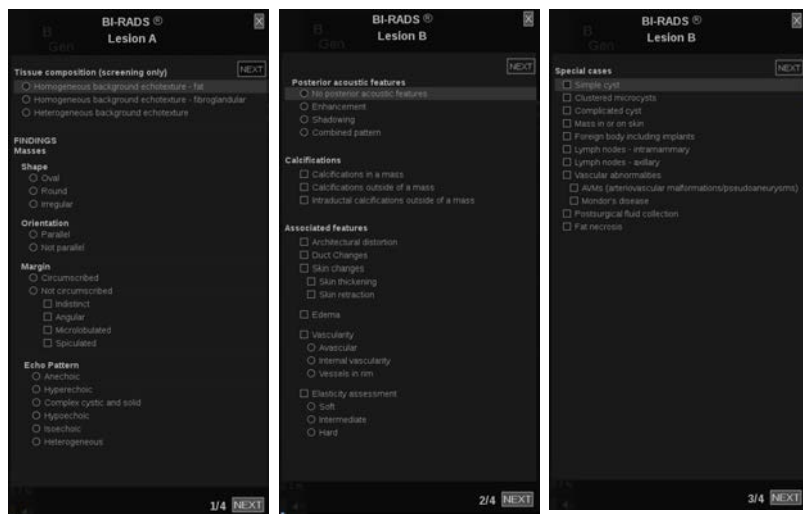 BI-RADS ®
Lesion A
X
NEXT
Tissue composition (screening only)
Homogeneous background echotexture - fat
Homogeneous background echotexture - fibroglandular
Heterogeneous background echotexture
FINDINGS
Masses
Shape
Oval
Round
Irregular
Orientation
Parallel
Not parallel
Margin
Circumscribed
Not circumscribed
Indistinct
Angular
Microlobulated
Spiculated
Echo Pattern
Anechoic
Hyperechoic
Complex cystic and solid
Hypoechoic
Isoechoic
Heterogeneous
1/4 NEXT
B
Gen
BI-RADS ®
Lesion B
X
NEXT
Posterior acoustic features
No posterior acoustic features
Enhancement
Shadowing
Combined pattern
Calcifications
Calcifications in a mass
Calcifications outside of a mass
Intraductal calcifications outside of a mass
Associated features
Architectural distortion
Duct Changes
Skin changes
Skin thickening
Skin retraction
Edema
Vascularity
Avascular
Internal vascularity
Vessels in rim
Elasticity assessment
Soft
Intermediate
Hard
2/4 NEXT
B
Gen
BI-RADS ®
Lesion B
X
NEXT
Special cases
Simple cyst
Clustered microcysts
Complicated cyst
Mass in or on skin
Foreign body including implants
Lymph nodes - intramammary
Lymph nodes - axillary
Vascular abnormalities
AVMs (arteriovascular malformations/pseudoaneurysms)
Mondor's disease
Postsurgical fluid collection
Fat necrosis
3/4 NEXT